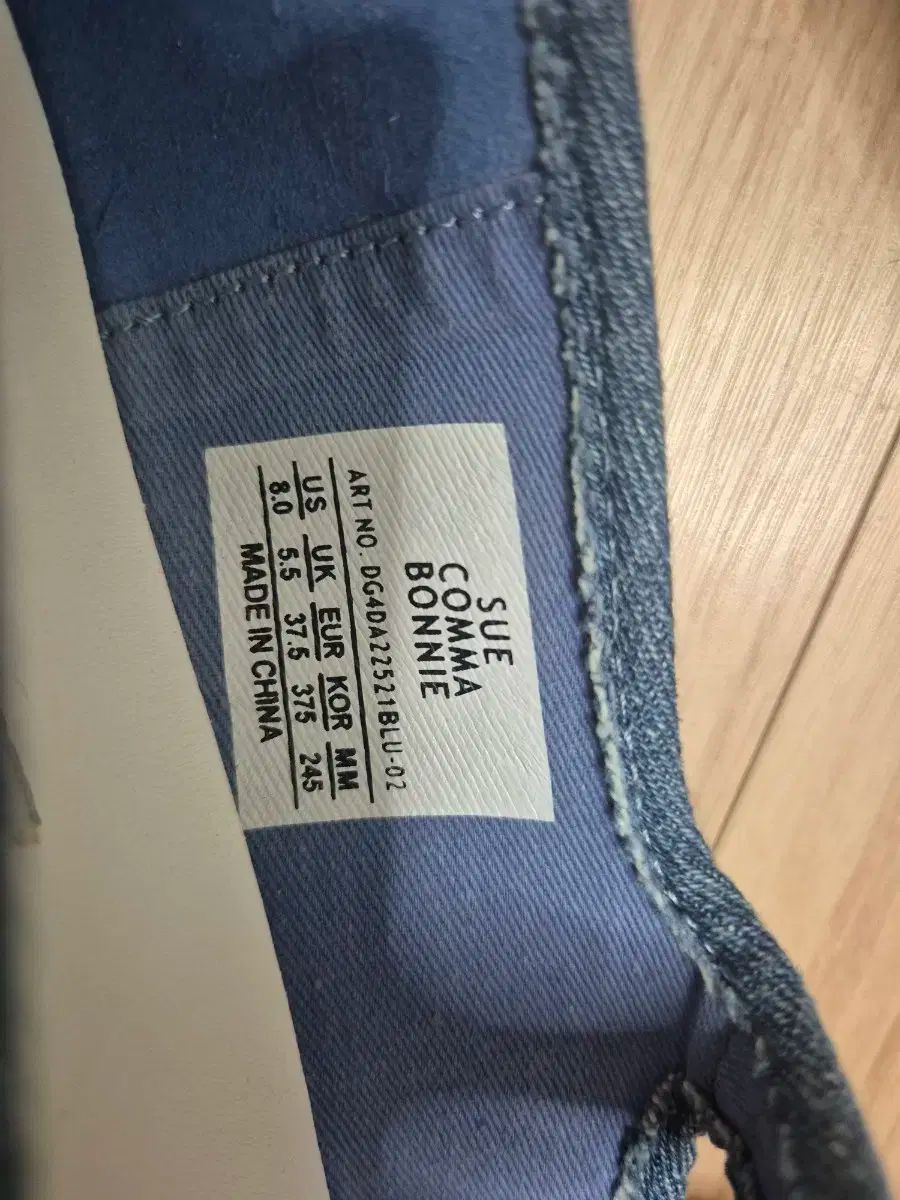 SUE
COMMA
BONNIE
ART NO. DG4DA22521BLU-02
US UK EUR KOR MM
8.0 5.5 37.5 375 245
MADE IN CHINA